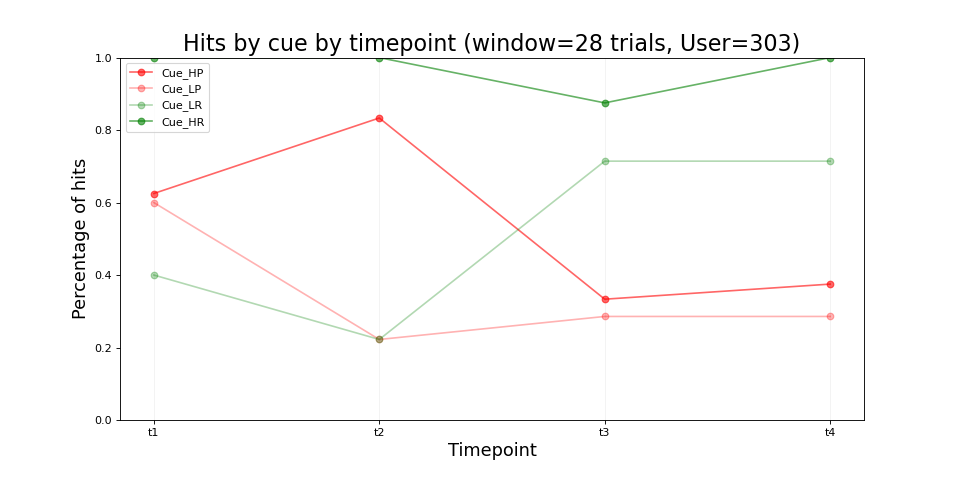 Hits by cue by timepoint (window=28 trials, User=303)
Percentage of hits
1.0
0.8
0.6
0.4
0.2
0.0
Cue_HP
Cue_LP
Cue_LR
Cue_HR
t1 t2 t3 t4
Timepoint